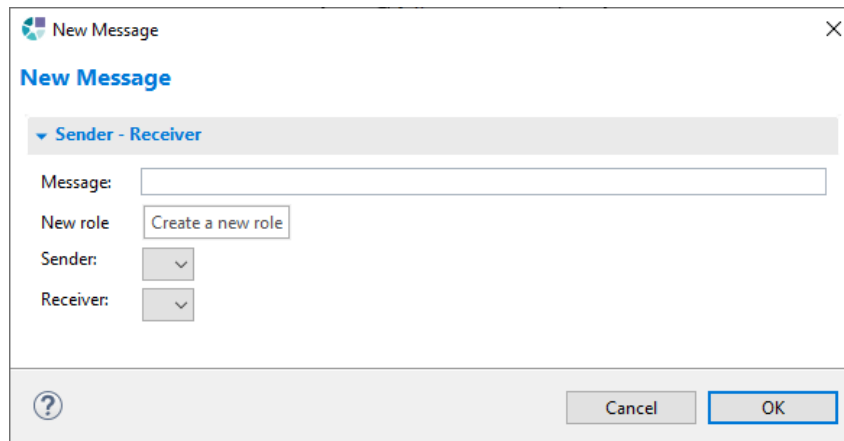 New Message
New Message
Sender - Receiver
Message:
New role Create a new role
Sender:
Receiver:
Cancel OK